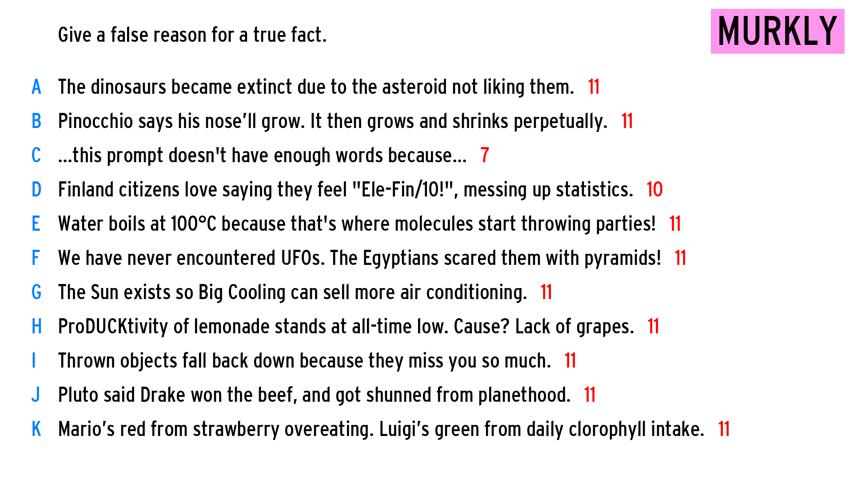 Give a false reason for a true fact.
MURKLY
A The dinosaurs became extinct due to the asteroid not liking them. 11
B Pinocchio says his nose’ll grow. It then grows and shrinks perpetually. 11
C ...this prompt doesn't have enough words because... 7
D Finland citizens love saying they feel "Ele-Fin/10!", messing up statistics. 10
E Water boils at 100°C because that's where molecules start throwing parties! 11
F We have never encountered UFOs. The Egyptians scared them with pyramids! 11
G The Sun exists so Big Cooling can sell more air conditioning. 11
H ProDUCKtivity of lemonade stands at all-time low. Cause? Lack of grapes. 11
I Thrown objects fall back down because they miss you so much. 11
J Pluto said Drake won the beef, and got shunned from planethood. 11
K Mario’s red from strawberry overeating. Luigi’s green from daily clorophyll intake. 11